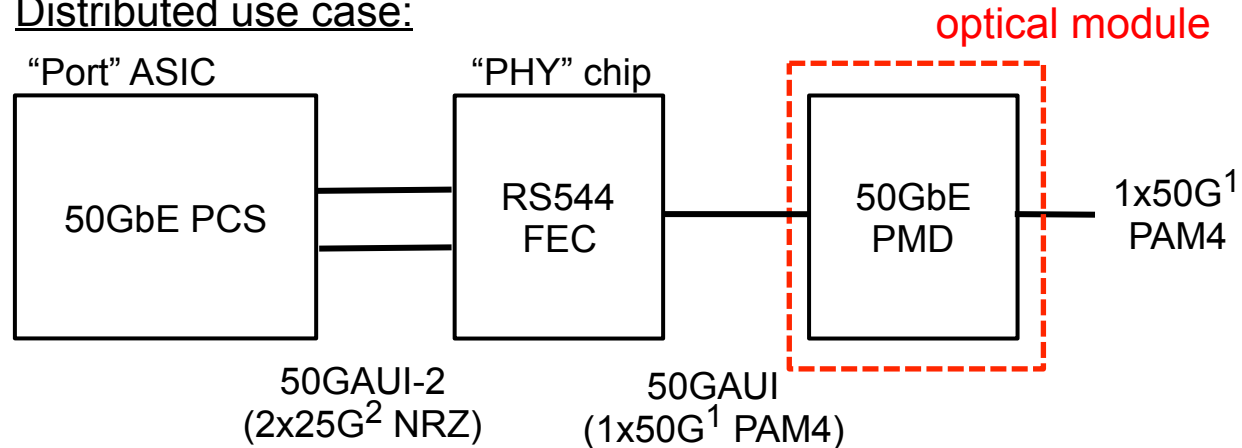 Distributed use case:
optical module
“Port” ASIC
“PHY” chip
50GbE PCS
RS544
FEC
50GbE
PMD
1x50G1
PAM4
50GAUI-2
(2x25G2 NRZ)
50GAUI
(1x50G1 PAM4)